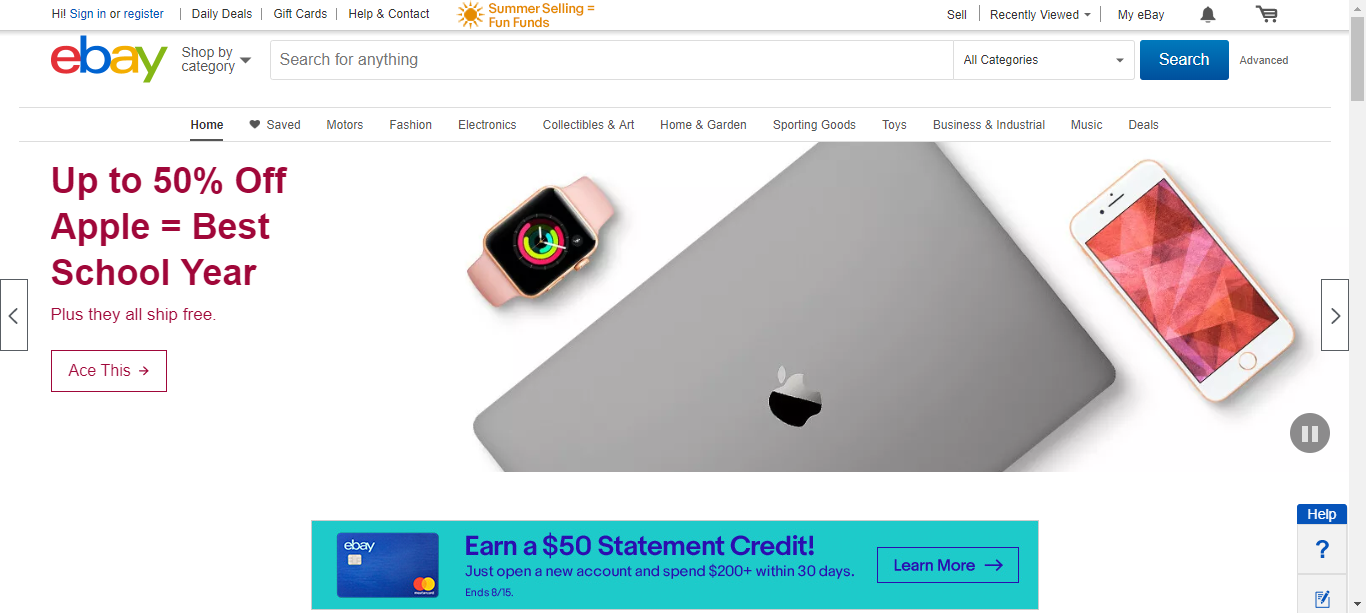 Hi! Sign in or register
Daily Deals
Gift Cards
Help & Contact
Summer Selling =
Fun Funds
Sell
Recently Viewed
My eBay
ebay
Shop by
category
Search for anything
All Categories
Search
Advanced
Home
Saved
Motors
Fashion
Electronics
Collectibles & Art
Home & Garden
Sporting Goods
Toys
Business & Industrial
Music
Deals
Up to 50% Off
Apple = Best
School Year
Plus they all ship free.
Ace This →
Help
?
ebay
mastercard
Earn a $50 Statement Credit!
Just open a new account and spend $200+ within 30 days.
Ends 8/15.
Learn More →